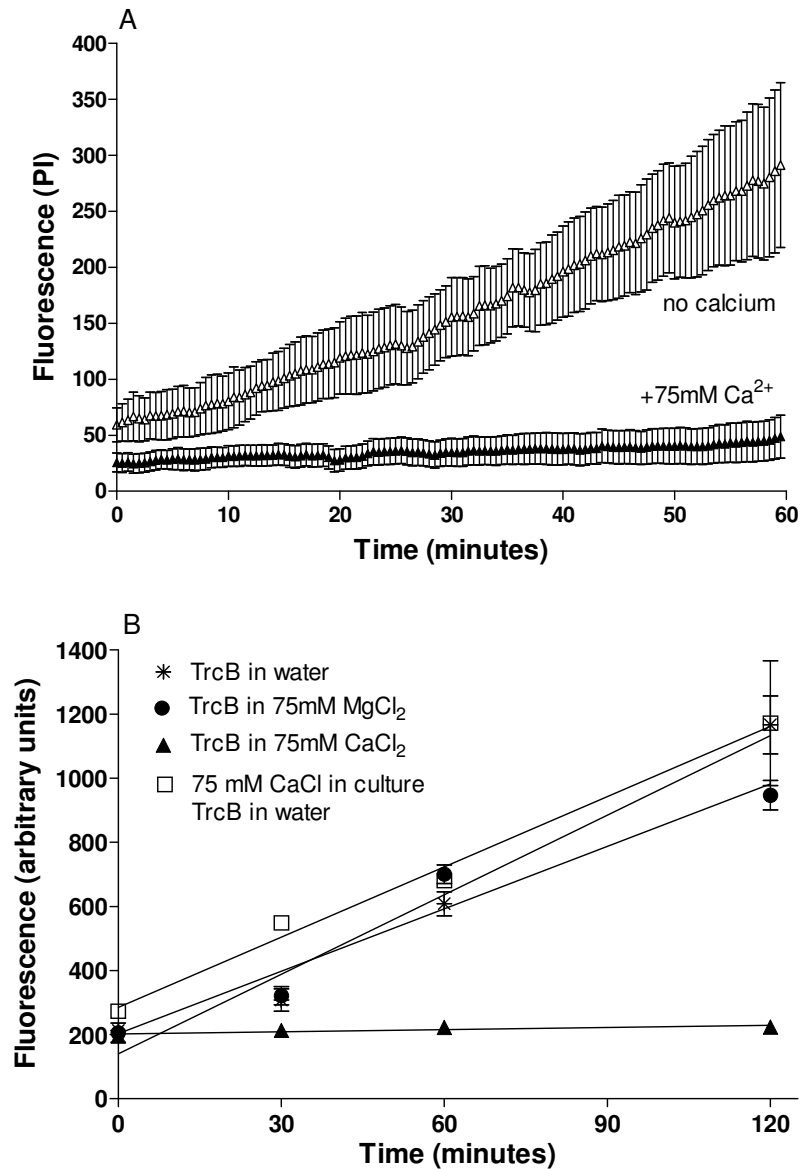 A
Fluorescence (PI)
400
350
300
250
200
150
100
50
0
no calcium
+75mM Ca²⁺
0 10 20 30 40 50 60
Time (minutes)
B
Fluorescence (arbitrary units)
1400
1200
1000
800
600
400
200
0
TrcB in water
TrcB in 75mM MgCl₂
TrcB in 75mM CaCl₂
75 mM CaCl in culture
TrcB in water
0 30 60 90 120
Time (minutes)